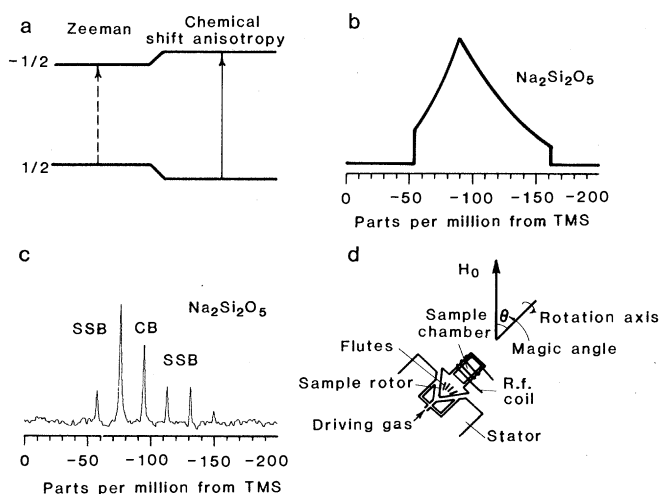 a
Zeeman
Chemical
shift anisotropy
-1/2
1/2
b
Na2Si2O5
0 -50 -100 -150 -200
Parts per million from TMS
c
Na2Si2O5
SSB
CB
SSB
0 -50 -100 -150 -200
Parts per million from TMS
d
H0
Sample
chamber
θ
Rotation axis
Magic angle
Flutes
Sample rotor
R.f.
coil
Driving gas
Stator